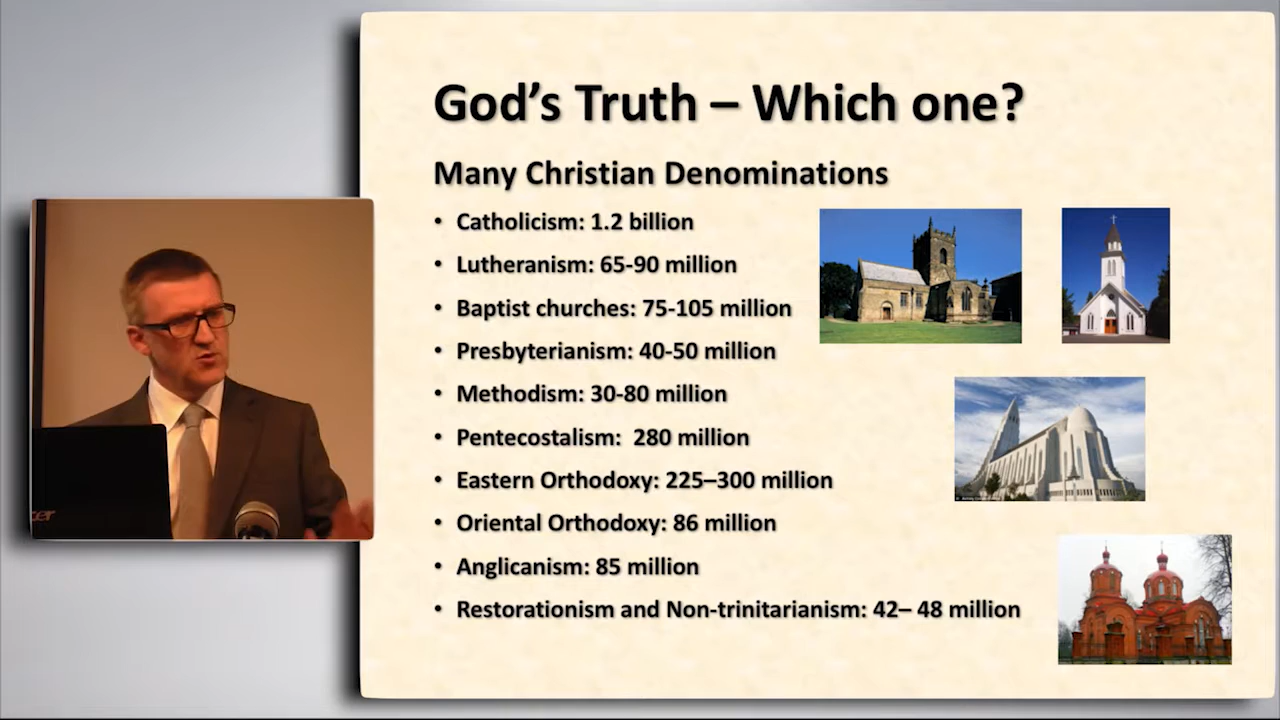 God's Truth – Which one?
Many Christian Denominations
• Catholicism: 1.2 billion
• Lutheranism: 65-90 million
• Baptist churches: 75-105 million
• Presbyterianism: 40-50 million
• Methodism: 30-80 million
• Pentecostalism:  280 million
• Eastern Orthodoxy: 225–300 million
• Oriental Orthodoxy: 86 million
• Anglicanism: 85 million
• Restorationism and Non-trinitarianism: 42– 48 million
cer